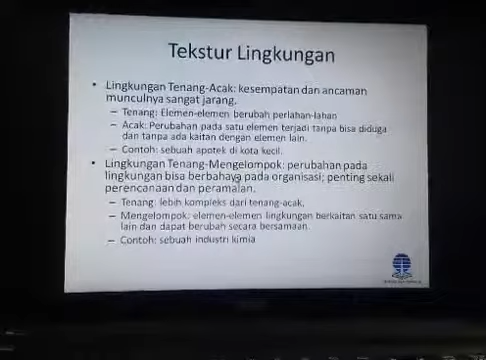 Tekstur Lingkungan
• Lingkungan Tenang-Acak: kesempatan dan ancaman
munculnya sangat jarang.
– Tenang: Elemen-elemen berubah perlahan-lahan
– Acak: Perubahan pada satu elemen terjadi tanpa bisa diduga
dan tanpa ada kaitan dengan elemen lain.
– Contoh: sebuah apotek di kota kecil.
• Lingkungan Tenang-Mengelompok: perubahan pada
lingkungan bisa berbahaya pada organisasi; penting sekali
perencanaan dan peramalan.
– Tenang: lebih kompleks dari tenang-acak.
– Mengelompok: elemen-elemen lingkungan berkaitan satu sama
lain dan dapat berubah secara bersamaan.
– Contoh: sebuah industri kimia